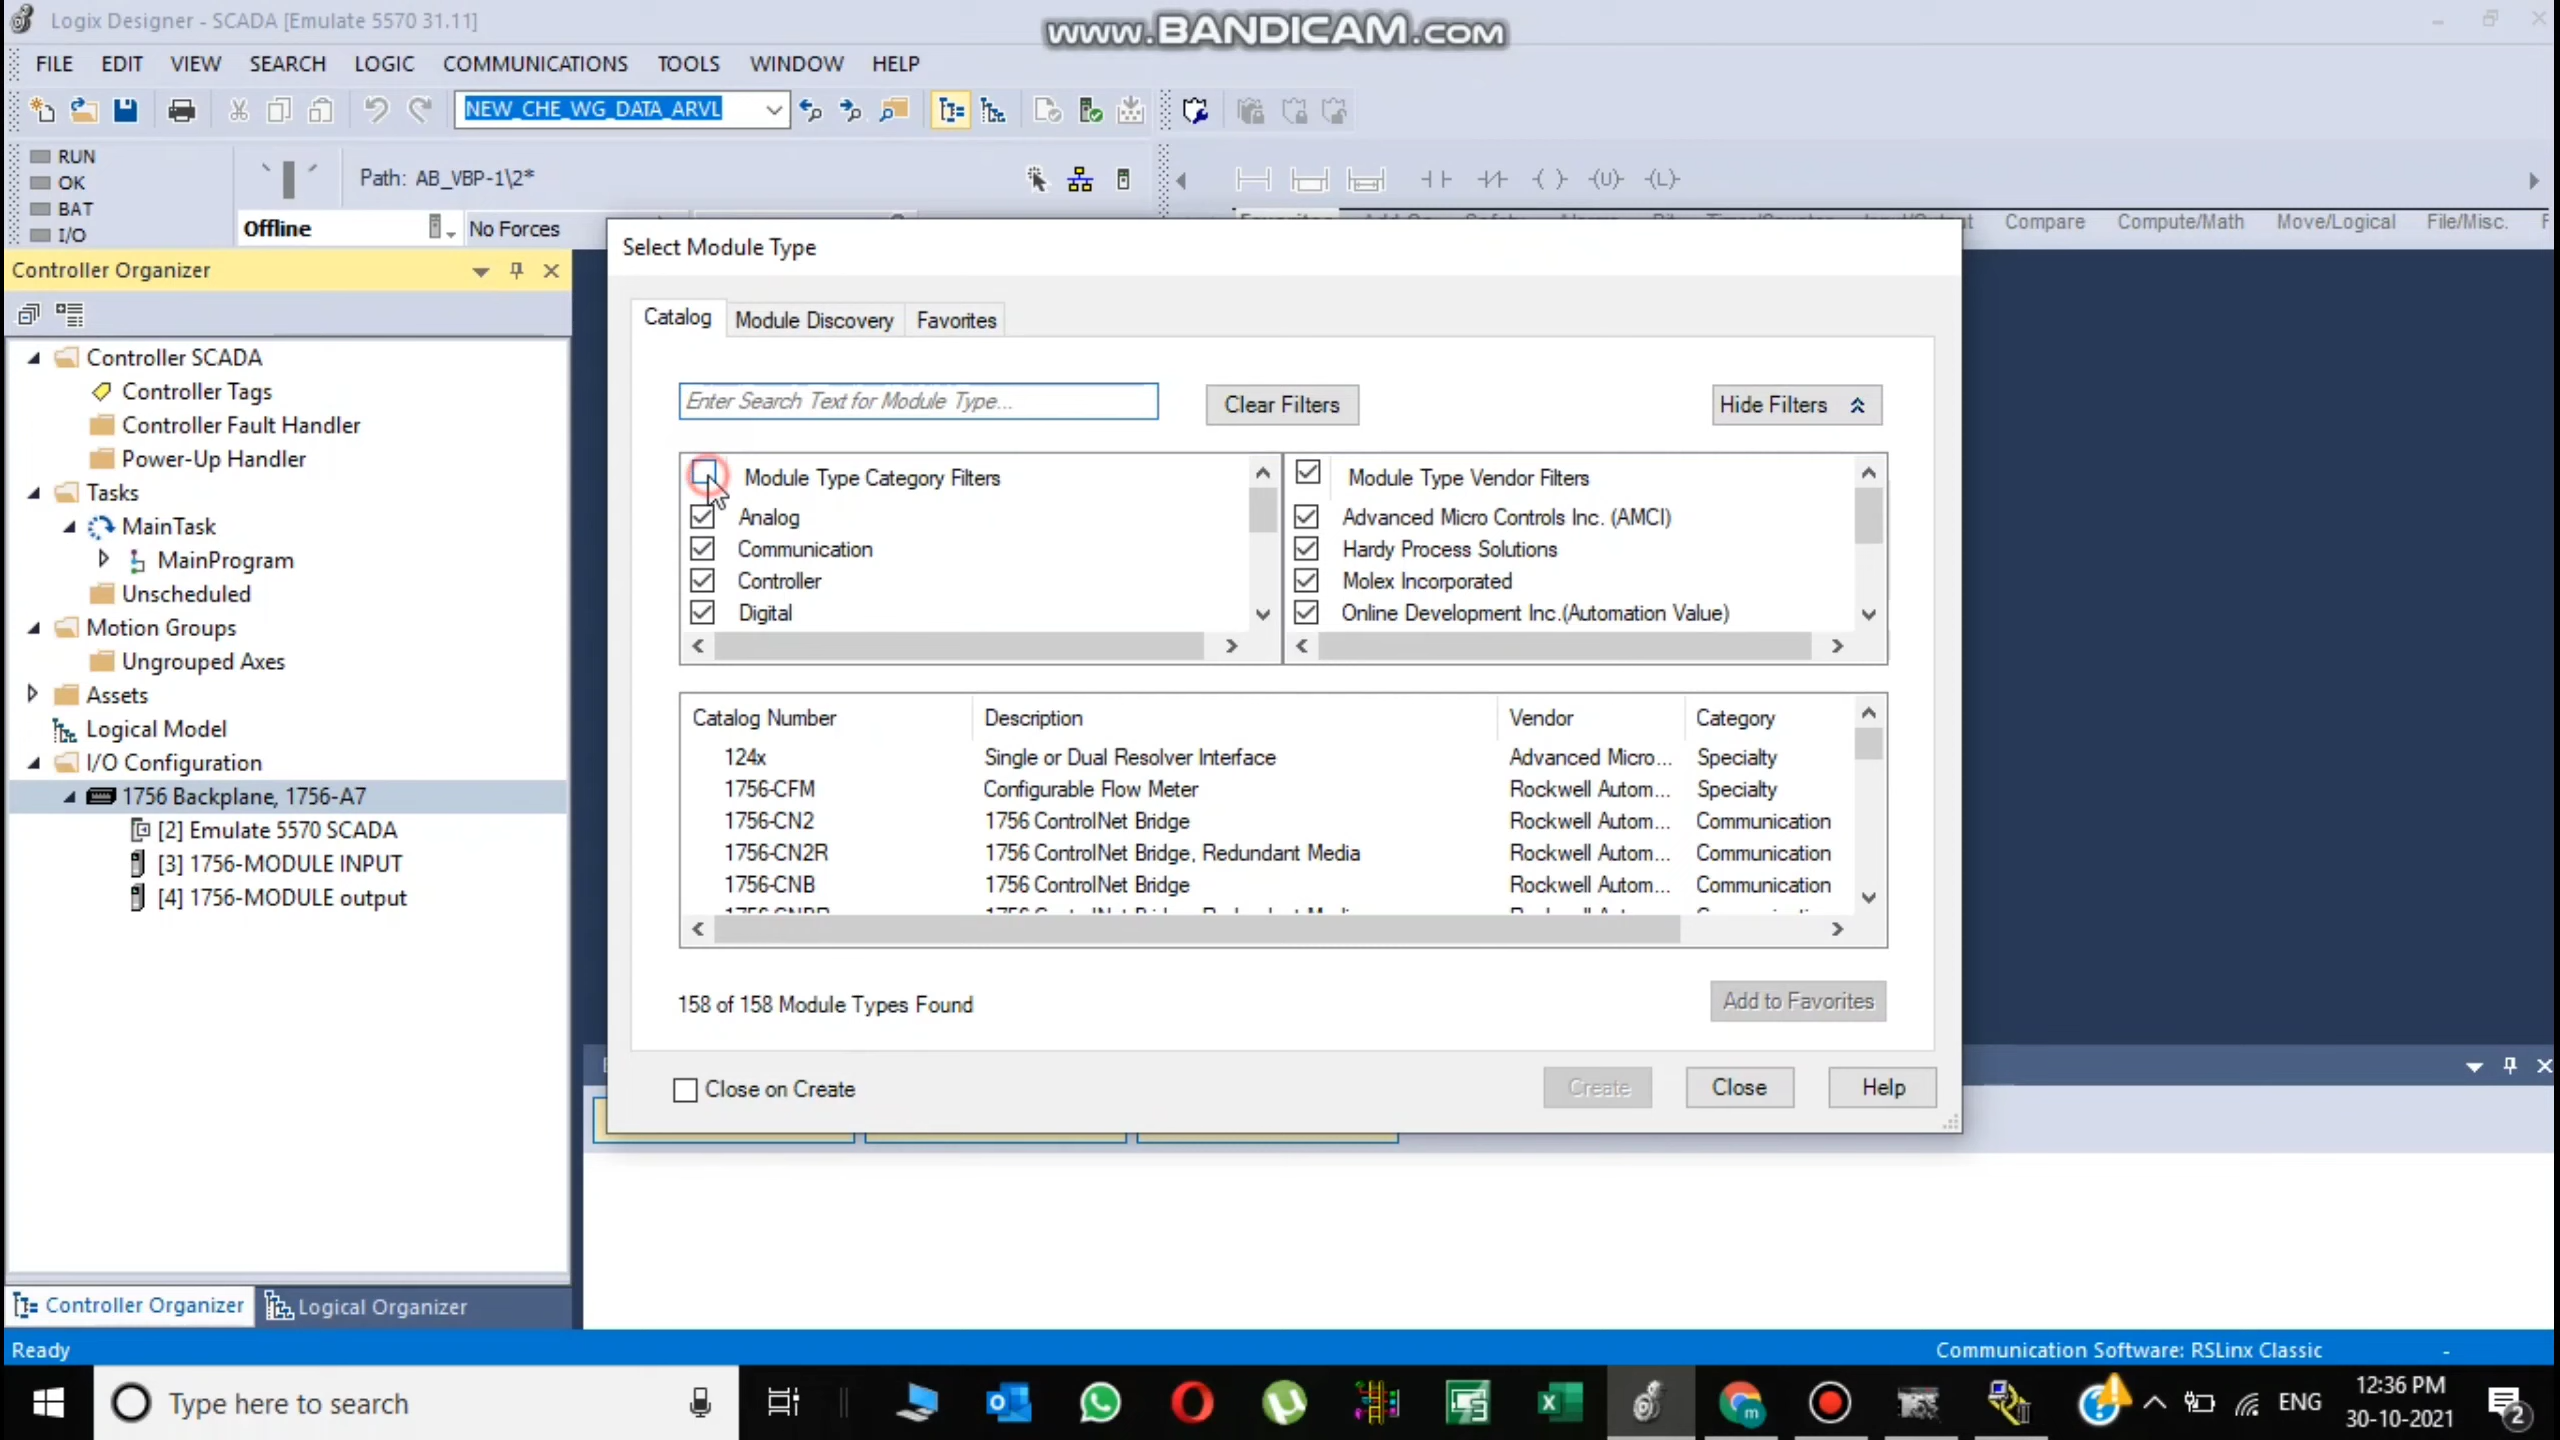 Logix Designer - SCADA [Emulate 5570 31.11]
www.BANDICAM.com
FILE EDIT VIEW SEARCH LOGIC COMMUNICATIONS TOOLS WINDOW HELP
NEW_CHE_WG_DATA_ARVL
RUN
OK
BAT
I/O
Path: AB_VBP-1\2*
Offline
No Forces
Compare Compute/Math Move/Logical File/Misc.
Controller Organizer
Controller SCADA
Controller Tags
Controller Fault Handler
Power-Up Handler
Tasks
MainTask
MainProgram
Unscheduled
Motion Groups
Ungrouped Axes
Assets
Logical Model
I/O Configuration
1756 Backplane, 1756-A7
[2] Emulate 5570 SCADA
[3] 1756-MODULE INPUT
[4] 1756-MODULE output
Controller Organizer
Logical Organizer
Select Module Type
Catalog Module Discovery Favorites
Enter Search Text for Module Type...
Clear Filters
Hide Filters
Module Type Category Filters
Analog
Communication
Controller
Digital
Module Type Vendor Filters
Advanced Micro Controls Inc. (AMCI)
Hardy Process Solutions
Molex Incorporated
Online Development Inc.(Automation Value)
Catalog Number Description Vendor Category
124x Single or Dual Resolver Interface Advanced Micro... Specialty
1756-CFM Configurable Flow Meter Rockwell Autom... Specialty
1756-CN2 1756 ControlNet Bridge Rockwell Autom... Communication
1756-CN2R 1756 ControlNet Bridge, Redundant Media Rockwell Autom... Communication
1756-CNB 1756 ControlNet Bridge Rockwell Autom... Communication
158 of 158 Module Types Found
Add to Favorites
Close on Create
Create
Close
Help
Ready
Communication Software: RSLinx Classic
Type here to search
ENG
12:36 PM
30-10-2021
2